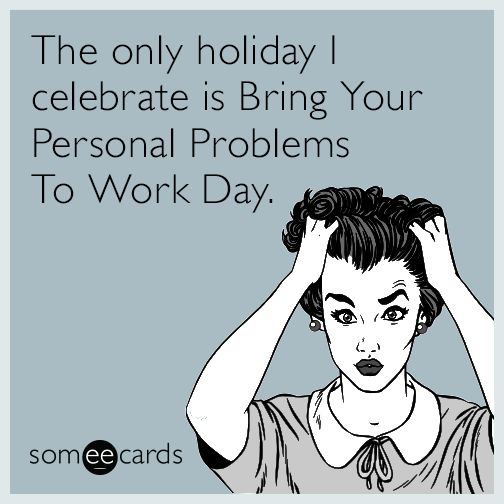 The only holiday I
celebrate is Bring Your
Personal Problems
To Work Day.
someecards